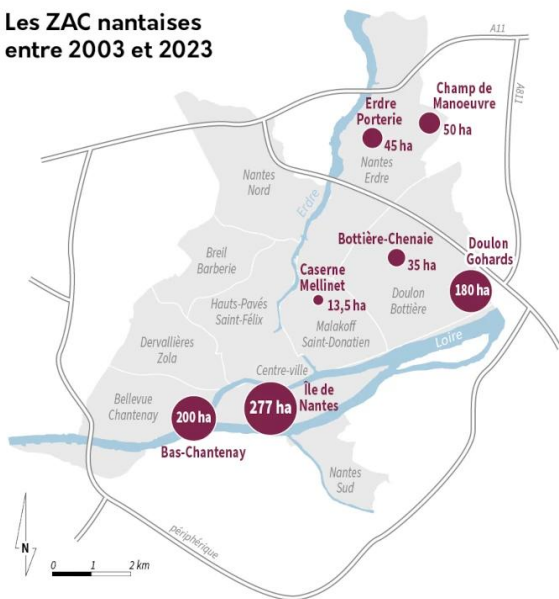 Les ZAC nantaises
entre 2003 et 2023
A11
A811
Champ de
Manoeuvre
50 ha
Erdre
Porterie
45 ha
Nantes
Erdre
Nantes
Nord
Erdre
Bottière-Chenaie
35 ha
Doulon
Gohards
180 ha
Breil
Barberie
Caserne
Mellinet
13,5 ha
Hauts-Pavés
Saint-Félix
Doulon
Bottière
Malakoff
Saint-Donatien
Loire
Dervallières
Zola
Centre-ville
Île de
Nantes
277 ha
Bellevue
Chantenay
200 ha
Bas-Chantenay
Nantes
Sud
périphérique
N
0 1 2 km